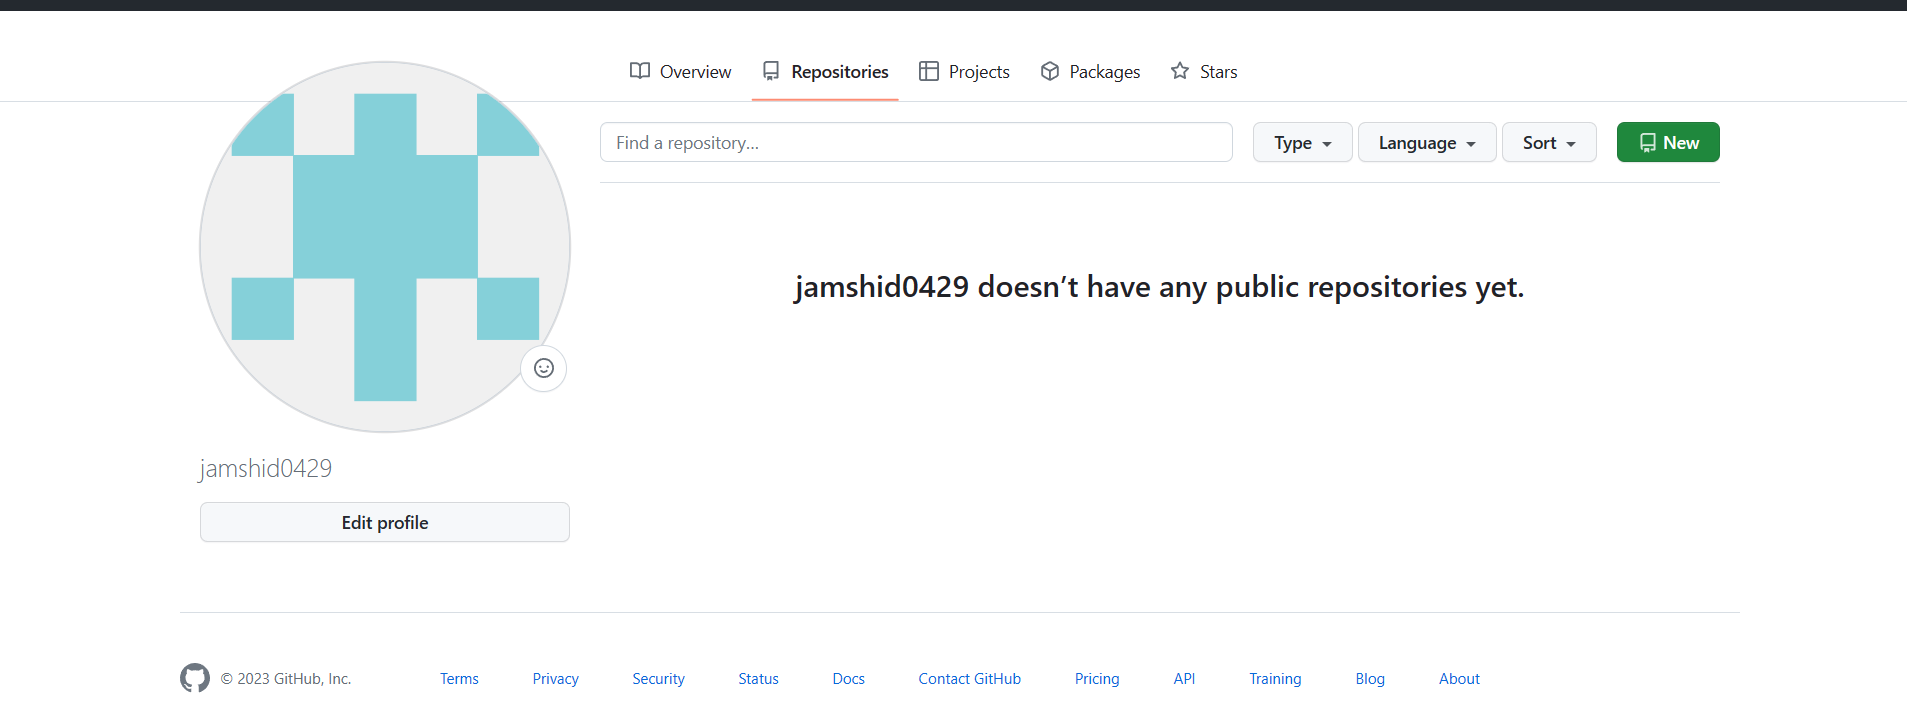 Overview Repositories Projects Packages Stars
Find a repository... Type Language Sort New
jamshid0429 doesn’t have any public repositories yet.
jamshid0429
Edit profile
© 2023 GitHub, Inc. Terms Privacy Security Status Docs Contact GitHub Pricing API Training Blog About